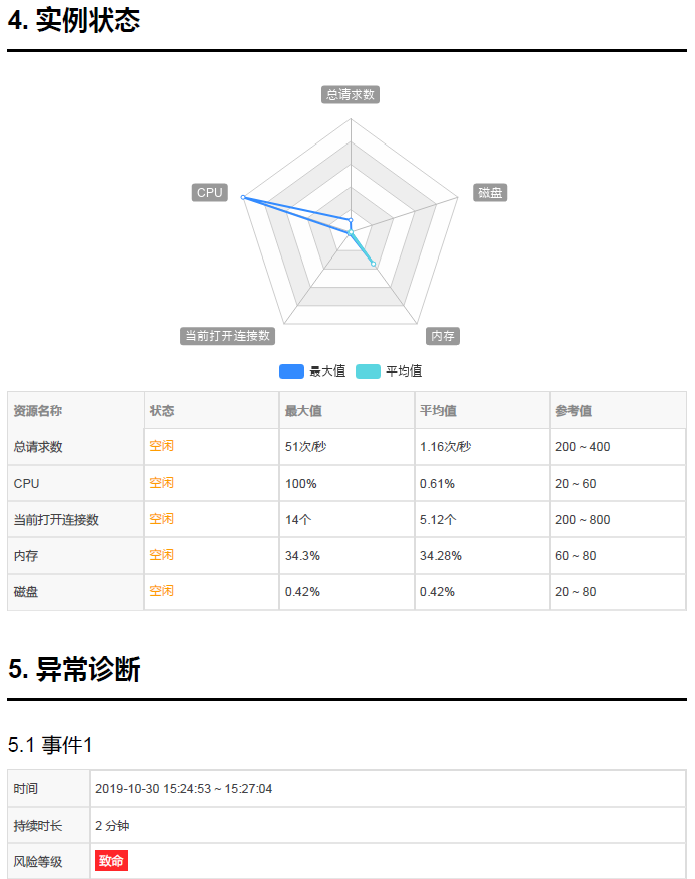 4. 实例状态
总请求数
CPU
磁盘
当前打开连接数
内存
最大值 平均值
资源名称 状态 最大值 平均值 参考值
总请求数 空闲 51次/秒 1.16次/秒 200 ~ 400
CPU 空闲 100% 0.61% 20 ~ 60
当前打开连接数 空闲 14个 5.12个 200 ~ 800
内存 空闲 34.3% 34.28% 60 ~ 80
磁盘 空闲 0.42% 0.42% 20 ~ 80
5. 异常诊断
5.1 事件1
时间 2019-10-30 15:24:53 ~ 15:27:04
持续时长 2 分钟
风险等级 致命